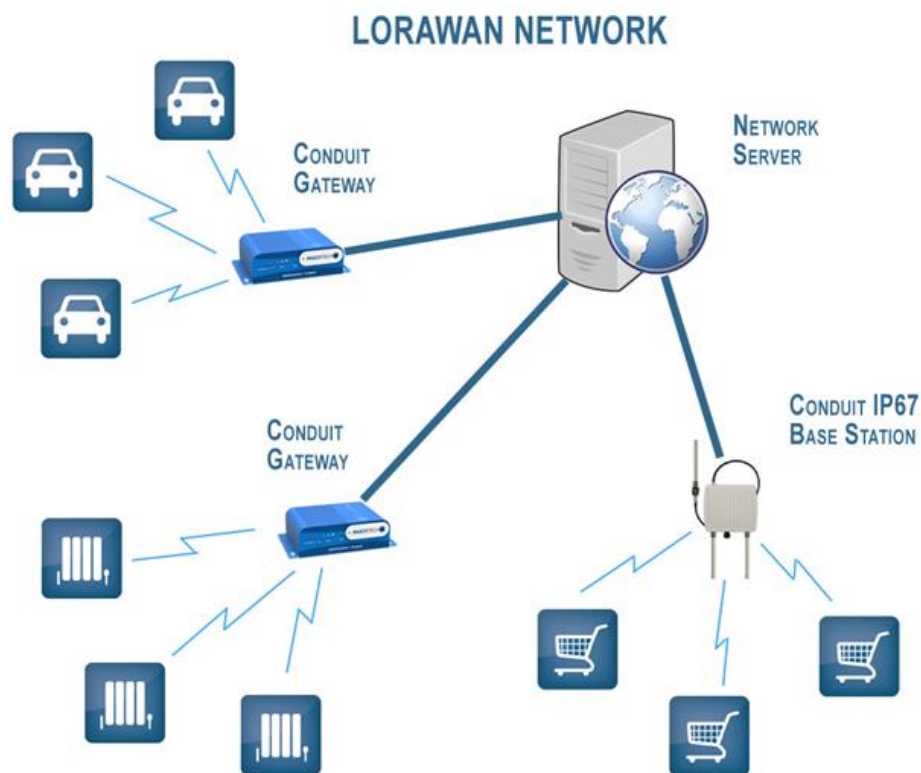 LORAWAN NETWORK
NETWORK
SERVER
CONDUIT
GATEWAY
CONDUIT IP67
BASE STATION
CONDUIT
GATEWAY